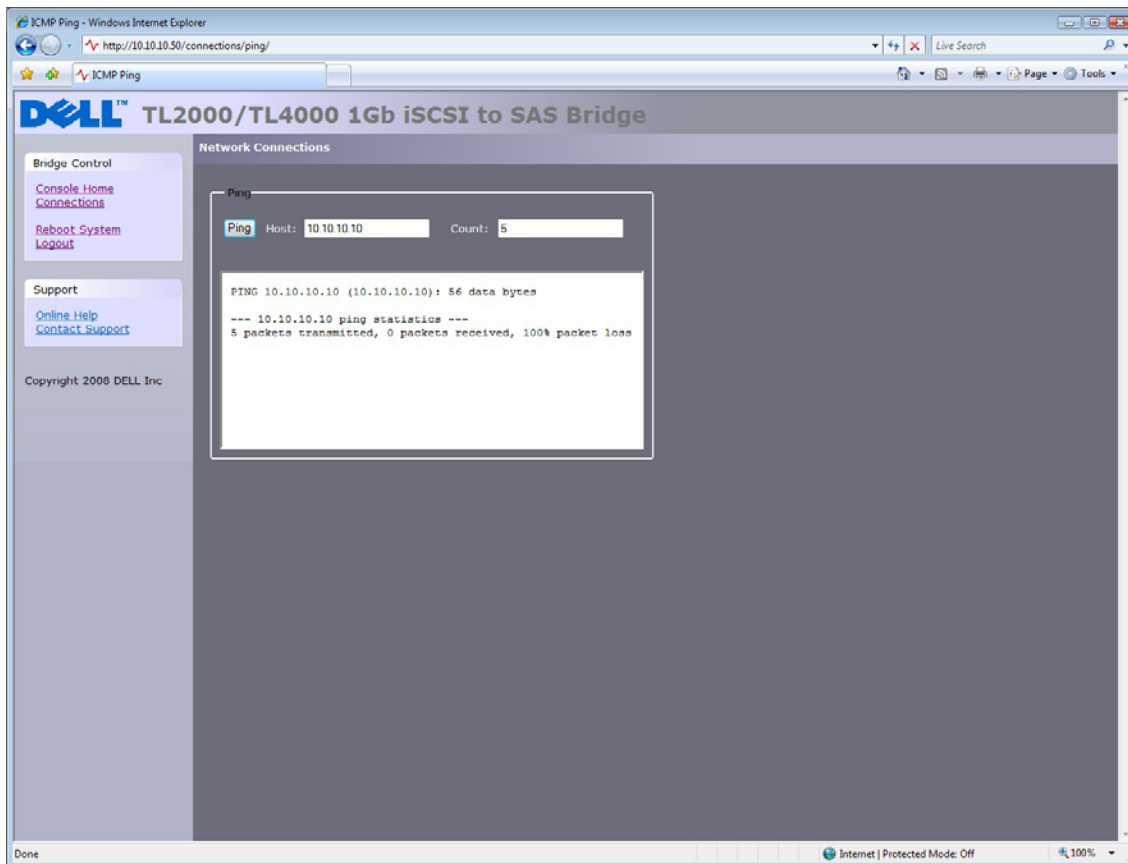 ICMP Ping - Windows Internet Explorer
http://10.10.10.50/connections/ping/
Live Search
ICMP Ping
Page
Tools
DELL™ TL2000/TL4000 1Gb iSCSI to SAS Bridge
Network Connections
Bridge Control
Console Home
Connections
Reboot System
Logout
Support
Online Help
Contact Support
Copyright 2008 DELL Inc
Ping
Ping Host: 10.10.10.10 Count: 5
PING 10.10.10.10 (10.10.10.10): 56 data bytes
--- 10.10.10.10 ping statistics ---
5 packets transmitted, 0 packets received, 100% packet loss
Done
Internet | Protected Mode: Off
100%